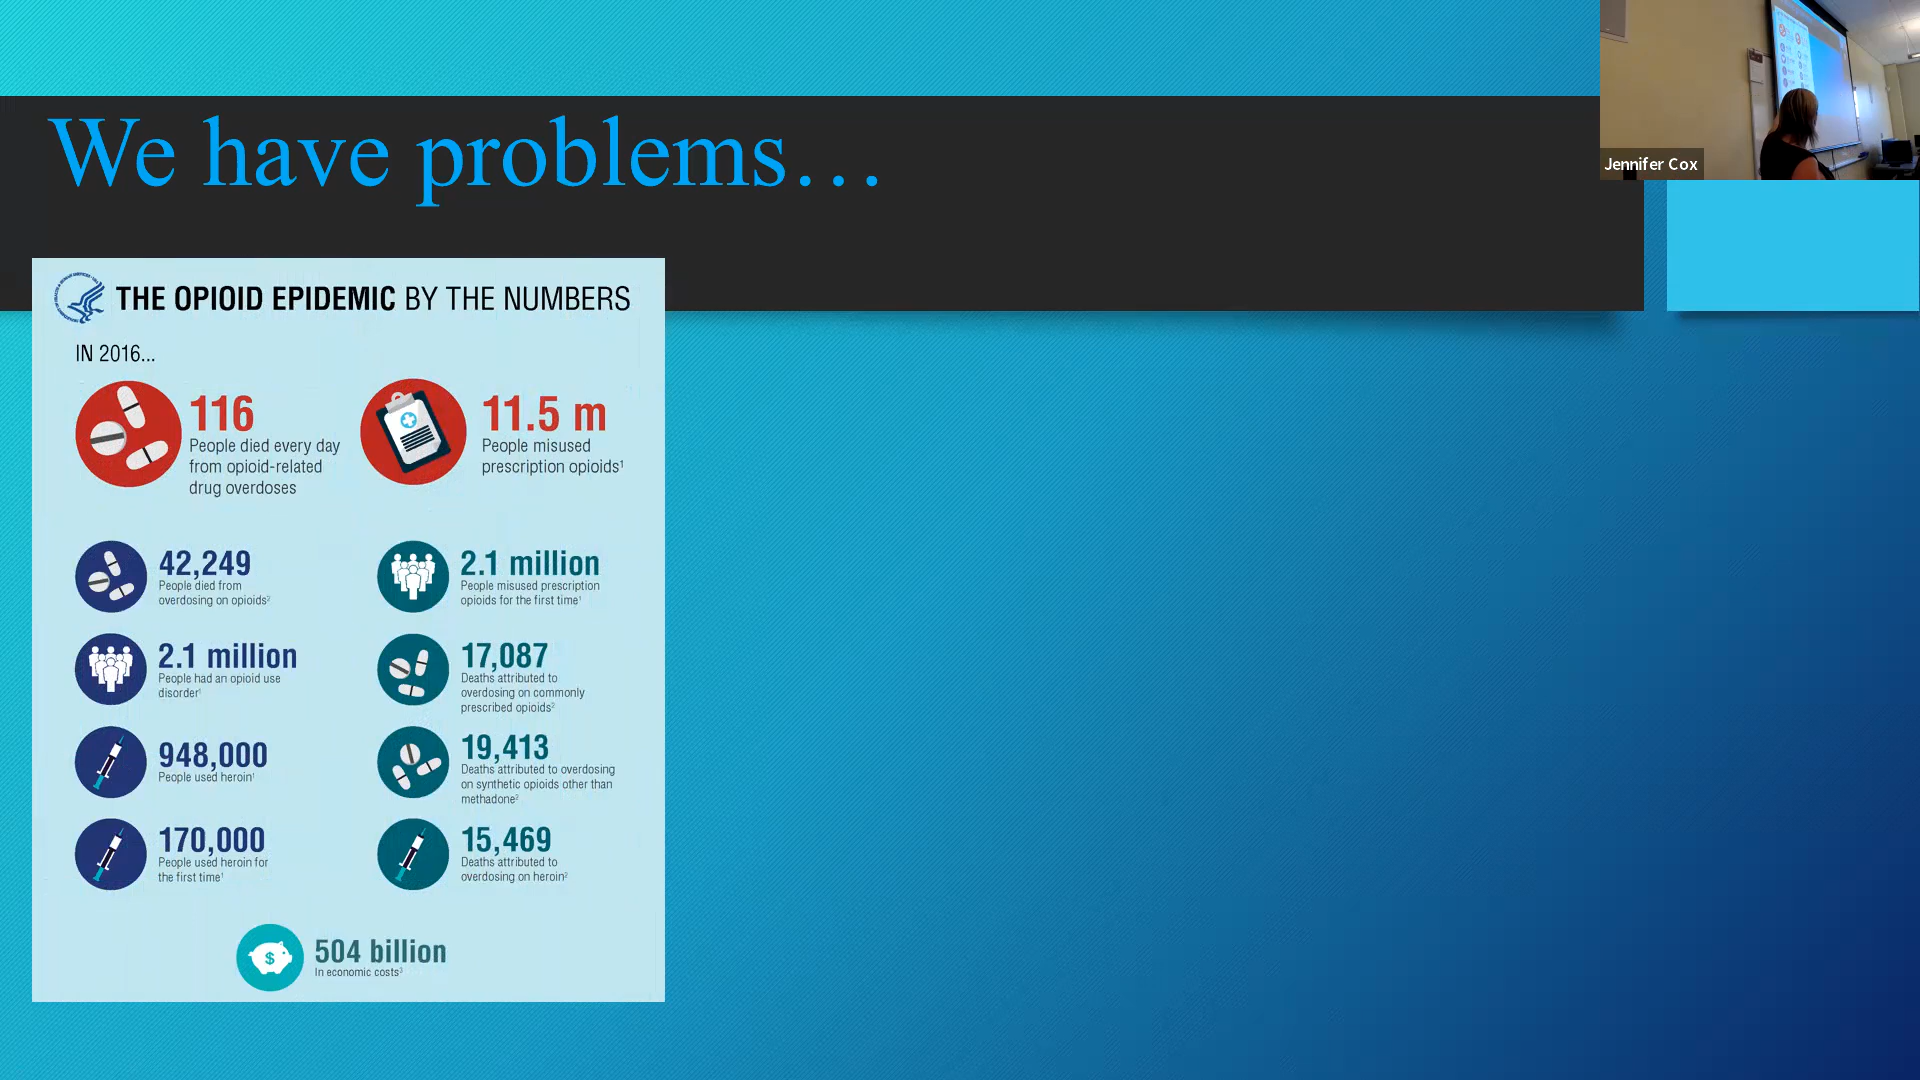 We have problems…
Jennifer Cox
THE OPIOID EPIDEMIC BY THE NUMBERS
IN 2016...
116
People died every day
from opioid-related
drug overdoses
11.5 m
People misused
prescription opioids¹
42,249
People died from
overdosing on opioids²
2.1 million
People misused prescription
opioids for the first time¹
2.1 million
People had an opioid use
disorder¹
17,087
Deaths attributed to
overdosing on commonly
prescribed opioids²
948,000
People used heroin¹
19,413
Deaths attributed to overdosing
on synthetic opioids other than
methadone²
170,000
People used heroin for
the first time¹
15,469
Deaths attributed to
overdosing on heroin²
$
504 billion
In economic costs³